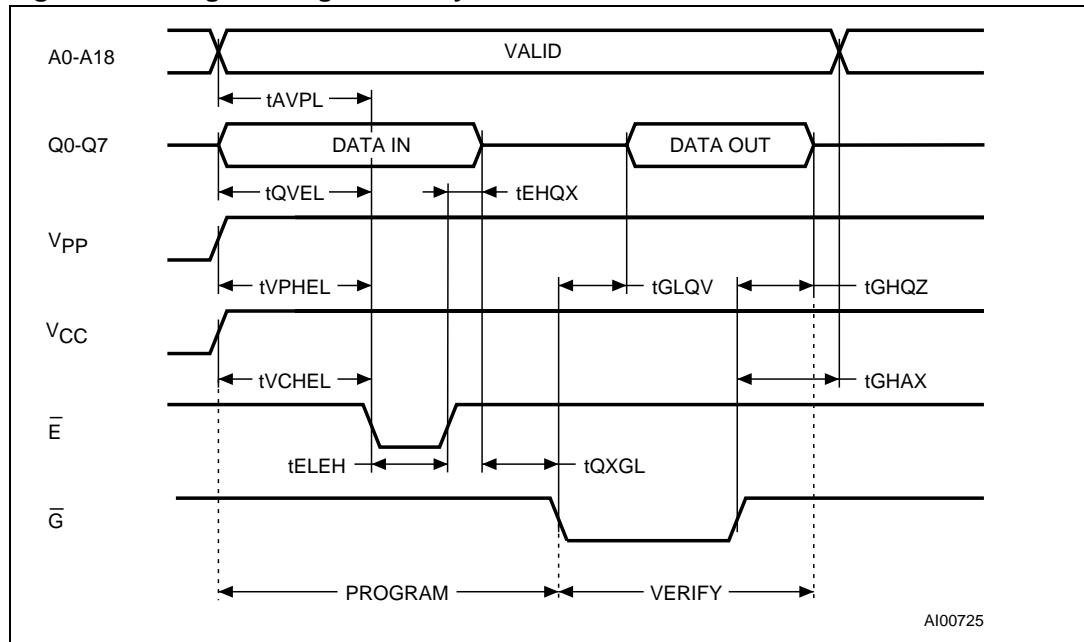 A0-A18
VALID
tAVPL
Q0-Q7
DATA IN
DATA OUT
tQVEL
tEHQX
VPP
tVPHEL
tGLQV
tGHQZ
VCC
tVCHEL
tGHAX
E̅
tELEH
tQXGL
G̅
PROGRAM
VERIFY
AI00725